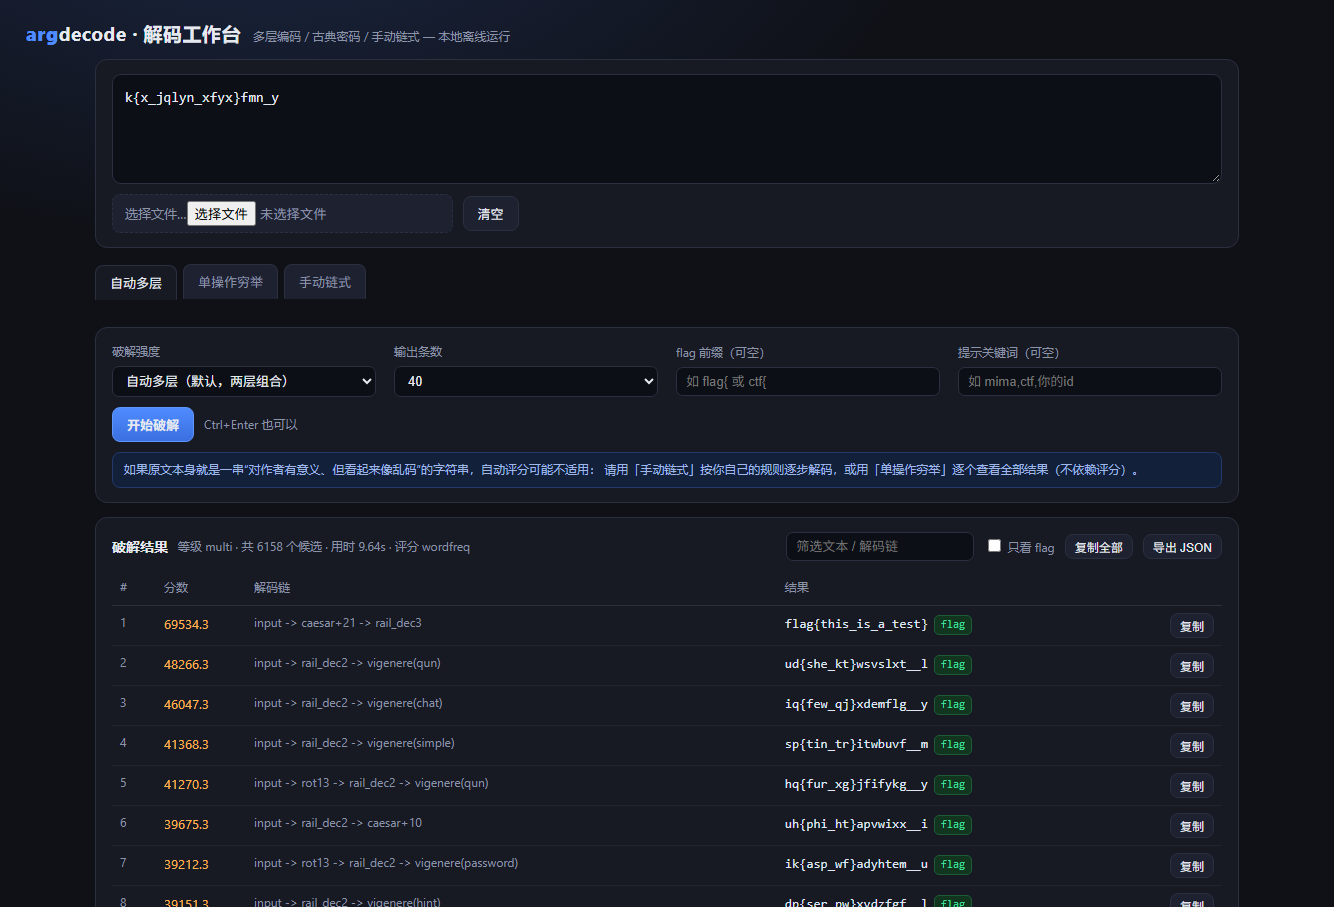 argdecode · 解码工作台 多层编码 / 古典密码 / 手动链式 — 本地离线运行
k{x_jqlyn_xfyx}fmn_y
选择文件... 选择文件 未选择文件 清空
自动多层 单操作穷举 手动链式
破解强度 输出条数 flag 前缀（可空） 提示关键词（可空）
自动多层（默认，两层组合） 40 如 flag{ 或 ctf{ 如 mima,ctf,你的id
开始破解 Ctrl+Enter 也可以
如果原文本身就是一串“对作者有意义、但看起来像乱码”的字符串，自动评分可能不适用： 请用「手动链式」按你自己的规则逐步解码，或用「单操作穷举」逐个查看全部结果（不依赖评分）。
破解结果 等级 multi · 共 6158 个候选 · 用时 9.64s · 评分 wordfreq 筛选文本 / 解码链 只看 flag 复制全部 导出 JSON
# 分数 解码链 结果
1 69534.3 input -> caesar+21 -> rail_dec3 flag{this_is_a_test} flag 复制
2 48266.3 input -> rail_dec2 -> vigenere(qun) ud{she_kt}wsvslxt__l flag 复制
3 46047.3 input -> rail_dec2 -> vigenere(chat) iq{few_qj}xdemflg__y flag 复制
4 41368.3 input -> rail_dec2 -> vigenere(simple) sp{tin_tr}itwbuvf__m flag 复制
5 41270.3 input -> rot13 -> rail_dec2 -> vigenere(qun) hq{fur_xg}jfifykg__y flag 复制
6 39675.3 input -> rail_dec2 -> caesar+10 uh{phi_ht}apvwixx__i flag 复制
7 39212.3 input -> rot13 -> rail_dec2 -> vigenere(password) ik{asp_wf}adyhtem__u flag 复制
8 39151.3 input -> rail_dec2 -> vigenere(hint) dp{ser_pw}xydzfgf__l flag 复制